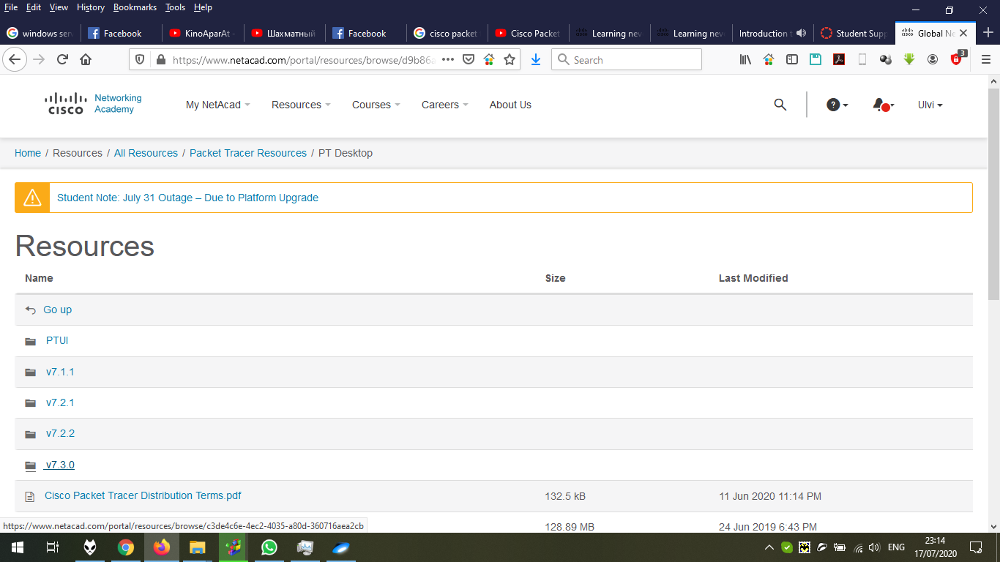 File Edit View History Bookmarks Tools Help
windows serv Facebook KinoAparAt - Шахматный Facebook cisco packet Cisco Packet Learning nev Learning nev Introduction t Student Supp Global Ne
https://www.netacad.com/portal/resources/browse/d9b86a Search 3
CISCO Networking Academy My NetAcad Resources Courses Careers About Us Ulvi
Home / Resources / All Resources / Packet Tracer Resources / PT Desktop
Student Note: July 31 Outage – Due to Platform Upgrade
Resources
Name Size Last Modified
Go up
PTUI
v7.1.1
v7.2.1
v7.2.2
v7.3.0
Cisco Packet Tracer Distribution Terms.pdf 132.5 kB 11 Jun 2020 11:14 PM
128.89 MB 24 Jun 2019 6:43 PM
https://www.netacad.com/portal/resources/browse/c3de4c6e-4ec2-4035-a80d-360716aea2cb
ENG 23:14
17/07/2020